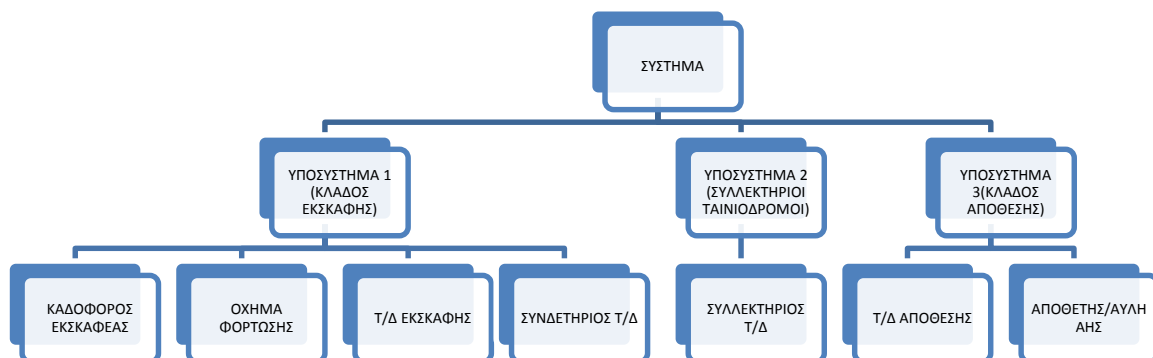 ΣΥΣΤΗΜΑ
ΥΠΟΣΥΣΤΗΜΑ 1
(ΚΛΑΔΟΣ
ΕΚΣΚΑΦΗΣ)
ΥΠΟΣΥΣΤΗΜΑ 2
(ΣΥΛΛΕΚΤΗΡΙΟΙ
ΤΑΙΝΙΟΔΡΟΜΟΙ)
ΥΠΟΣΥΣΤΗΜΑ
3(ΚΛΑΔΟΣ
ΑΠΟΘΕΣΗΣ)
ΚΑΔΟΦΟΡΟΣ
ΕΚΣΚΑΦΕΑΣ
ΟΧΗΜΑ
ΦΟΡΤΩΣΗΣ
Τ/Δ ΕΚΣΚΑΦΗΣ
ΣΥΝΔΕΤΗΡΙΟΣ Τ/Δ
ΣΥΛΛΕΚΤΗΡΙΟΣ
Τ/Δ
Τ/Δ ΑΠΟΘΕΣΗΣ
ΑΠΟΘΕΤΗΣ/ΑΥΛΗ
ΑΗΣ